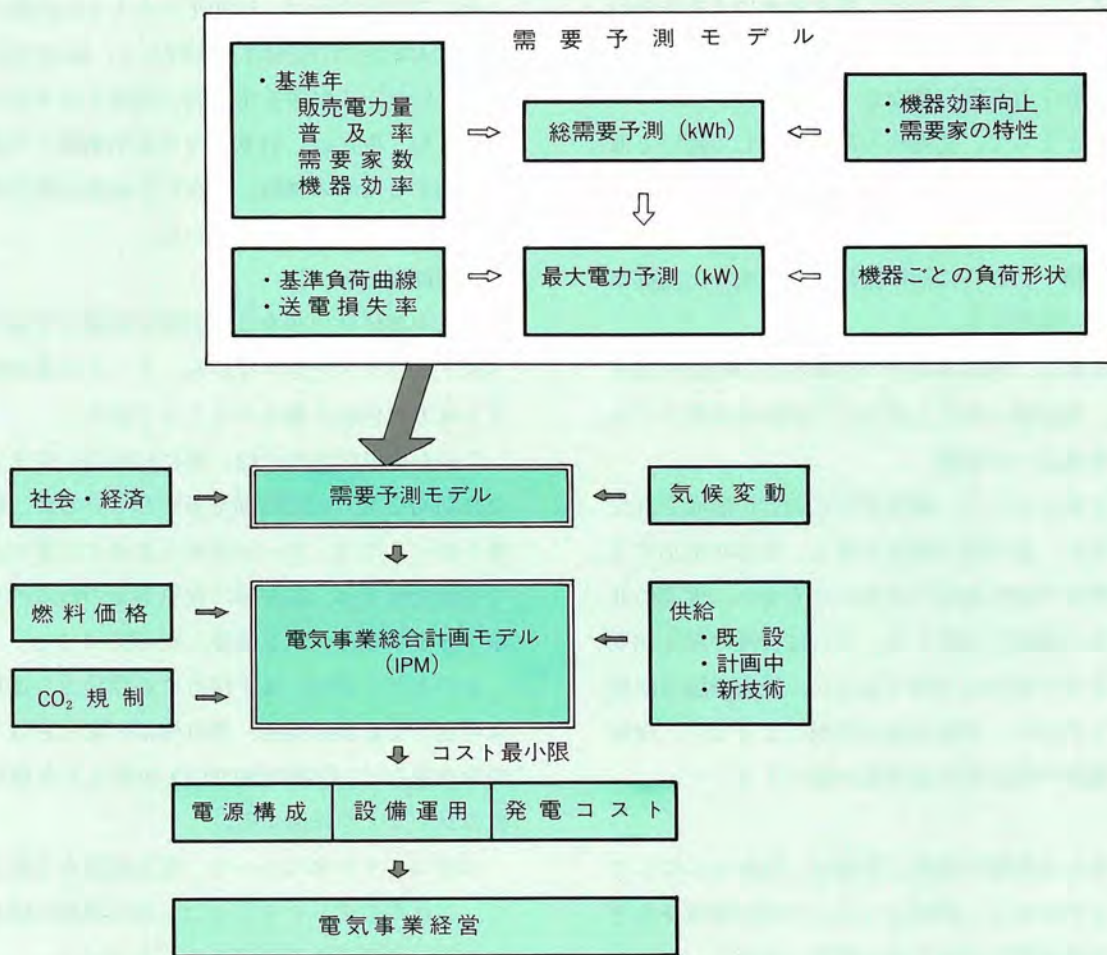 需要予測モデル
・基準年
販売電力量
普及率
需要家数
機器効率
総需要予測（kWh）
・機器効率向上
・需要家の特性
・基準負荷曲線
・送電損失率
最大電力予測（kW）
機器ごとの負荷形状
社会・経済
需要予測モデル
気候変動
燃料価格
CO₂規制
電気事業総合計画モデル
（IPM）
供給
・既設
・計画中
・新技術
コスト最小限
電源構成
設備運用
発電コスト
電気事業経営